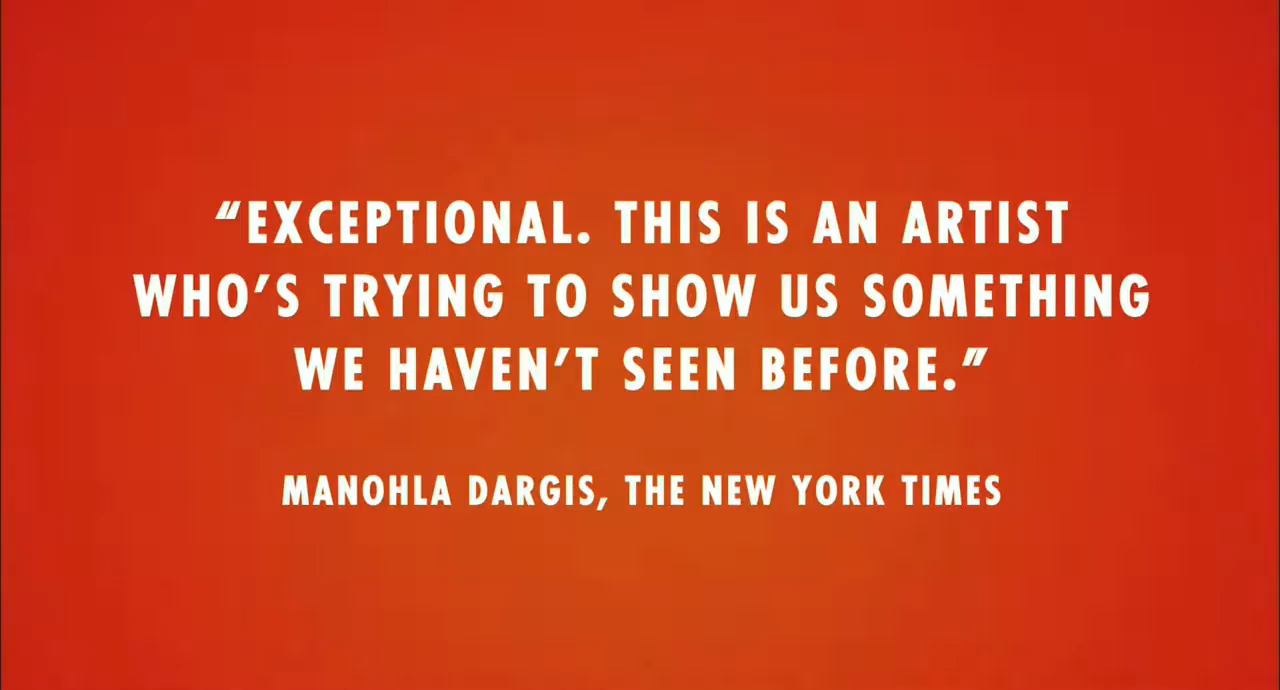 “EXCEPTIONAL. THIS IS AN ARTIST
WHO’S TRYING TO SHOW US SOMETHING
WE HAVEN’T SEEN BEFORE.”
MANOHLA DARGIS, THE NEW YORK TIMES